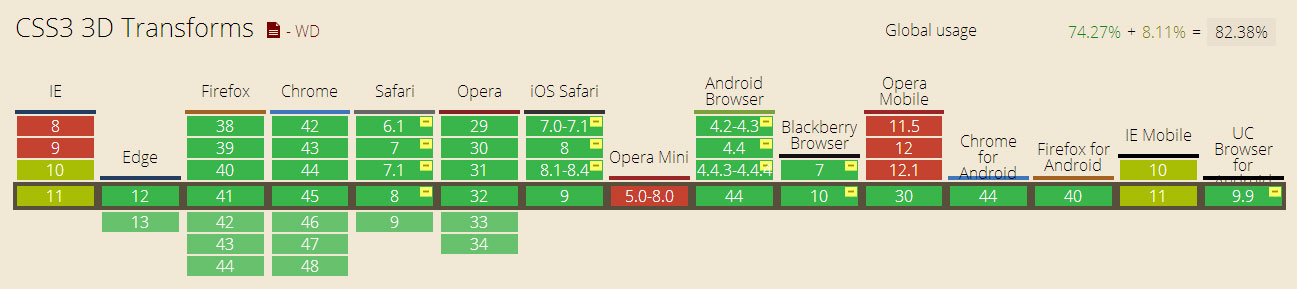 CSS3 3D Transforms - WD
Global usage 74.27% + 8.11% = 82.38%
IE
8
9
10
11
Edge
12
13
Firefox
38
39
40
41
42
43
44
Chrome
42
43
44
45
46
47
48
Safari
6.1
7
7.1
8
9
Opera
29
30
31
32
33
34
iOS Safari
7.0-7.1
8
8.1-8.4
9
Opera Mini
5.0-8.0
Android
Browser
4.2-4.3
4.4
4.4.3-4.4.4
44
Blackberry
Browser
7
10
Opera
Mobile
11.5
12
12.1
30
Chrome
for
Android
44
Firefox for
Android
40
IE Mobile
10
11
UC
Browser
for
Android
9.9